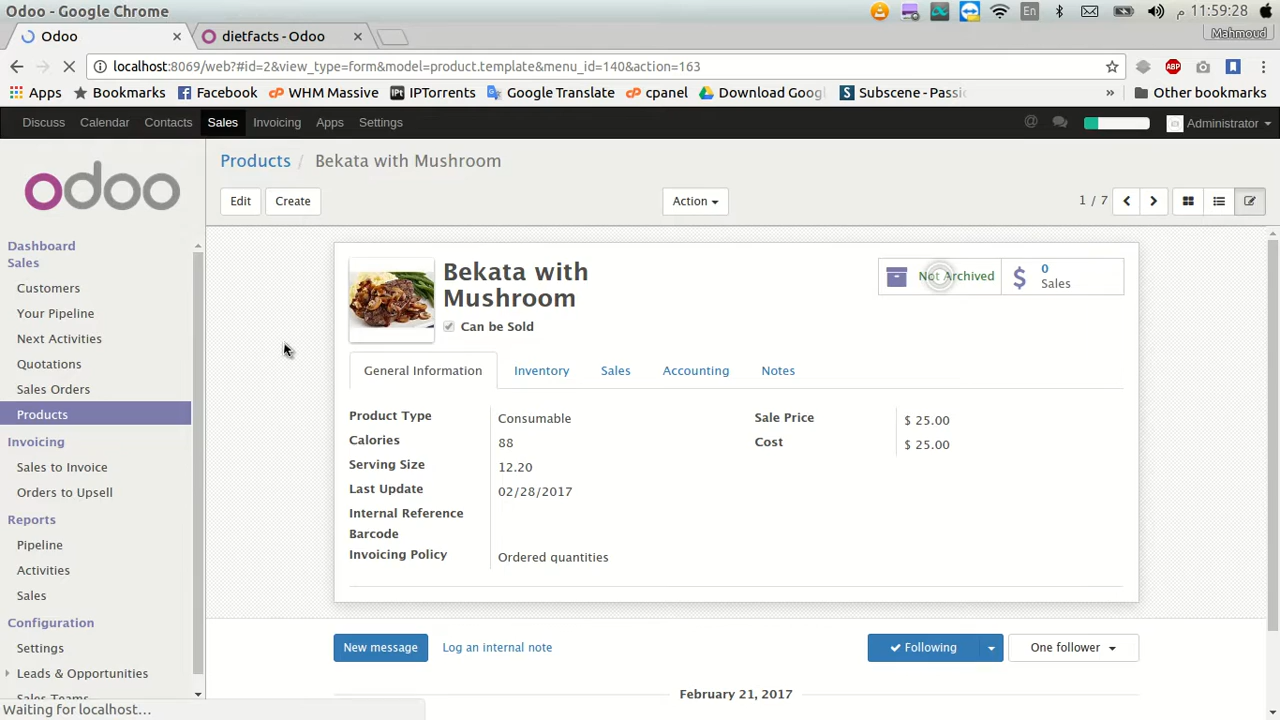 Odoo - Google Chrome
En
م 11:59:28
Odoo
dietfacts - Odoo
Mahmoud
localhost:8069/web?#id=2&view_type=form&model=product.template&menu_id=140&action=163
ABP
Apps
Bookmarks
Facebook
WHM Massive
IPTorrents
Google Translate
cpanel
Download Goog
Subscene - Passi
»
Other bookmarks
Discuss
Calendar
Contacts
Sales
Invoicing
Apps
Settings
@
Administrator
odoo
Products / Bekata with Mushroom
Edit
Create
Action
1 / 7
Dashboard
Sales
Customers
Your Pipeline
Next Activities
Quotations
Sales Orders
Products
Invoicing
Sales to Invoice
Orders to Upsell
Reports
Pipeline
Activities
Sales
Configuration
Settings
Leads & Opportunities
Sales Teams
Waiting for localhost...
Bekata with
Mushroom
Can be Sold
Not Archived
$
0
Sales
General Information
Inventory
Sales
Accounting
Notes
Product Type Consumable
Calories 88
Serving Size 12.20
Last Update 02/28/2017
Internal Reference
Barcode
Invoicing Policy Ordered quantities
Sale Price $ 25.00
Cost $ 25.00
New message
Log an internal note
Following
One follower
February 21, 2017